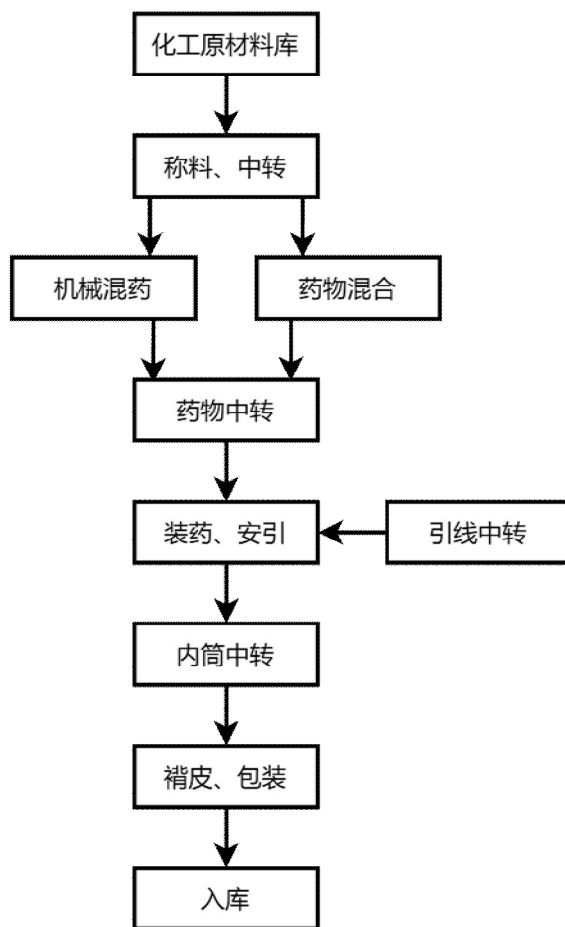 化工原材料库
称料、中转
机械混药
药物混合
药物中转
装药、安引
引线中转
内筒中转
褙皮、包装
入库